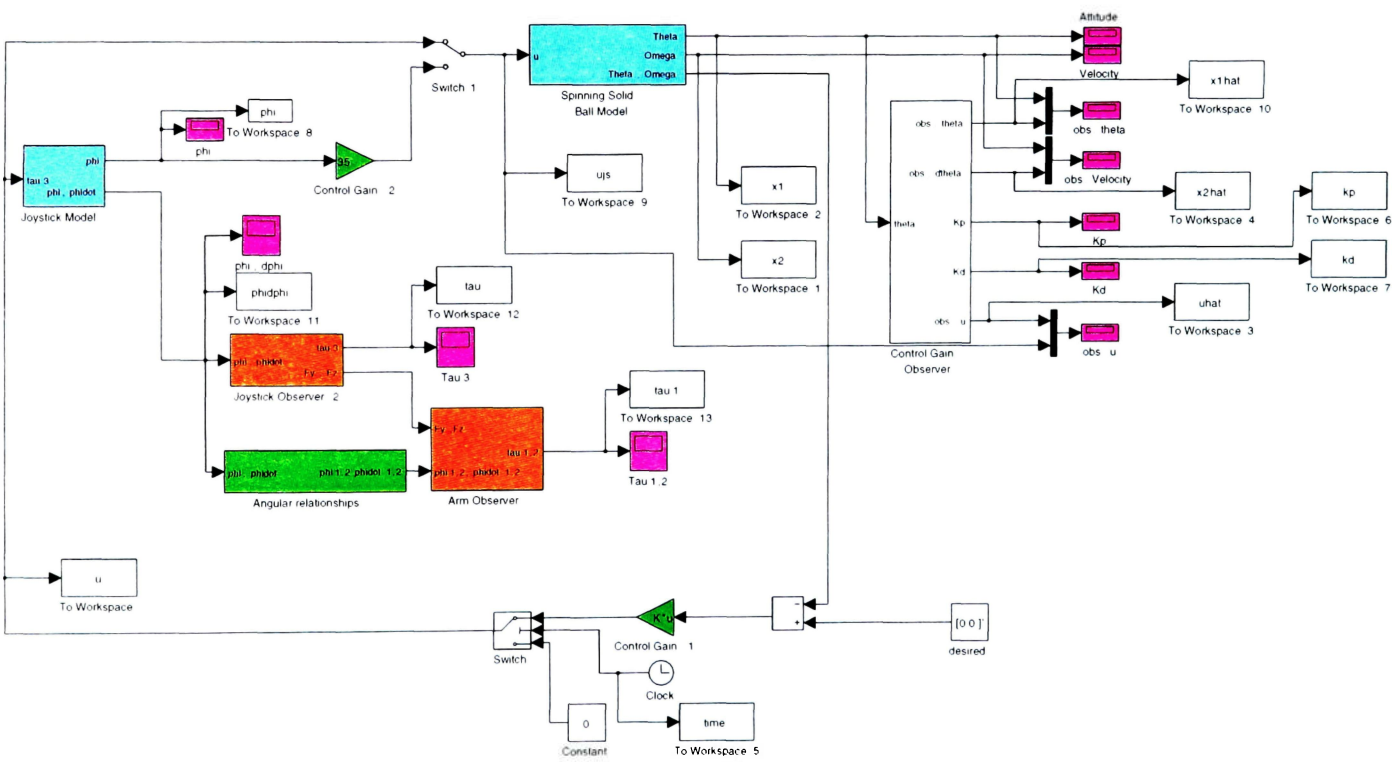 Attitude
Theta
Omega
Theta Omega
u
Velocity
Switch 1
Spinning Solid
Ball Model
x1hat
To Workspace 10
phi
To Workspace 8
phi
obs theta
obs theta
phi
tau 3
phi , phidot
Joystick Model
95
Control Gain 2
ujs
To Workspace 9
x1
To Workspace 2
obs dtheta
obs Velocity
x2hat
To Workspace 4
kp
To Workspace 6
theta
Kp
Kp
phi , dphi
x2
To Workspace 1
Kd
Kd
kd
To Workspace 7
phidphi
To Workspace 11
tau
To Workspace 12
uhat
To Workspace 3
obs u
obs u
Control Gain
Observer
phi, phidot
tau 3
Fy , Fz
Joystick Observer 2
Tau 3
tau 1
To Workspace 13
Fy , Fz
tau 1,2
phi 1,2, phidot 1,2
Arm Observer
Tau 1,2
phi, phidot
phi 1,2 phidot 1,2
Angular relationships
u
To Workspace
Switch
K*u
Control Gain 1
-
+
[0 0]'
desired
Clock
0
Constant
time
To Workspace 5